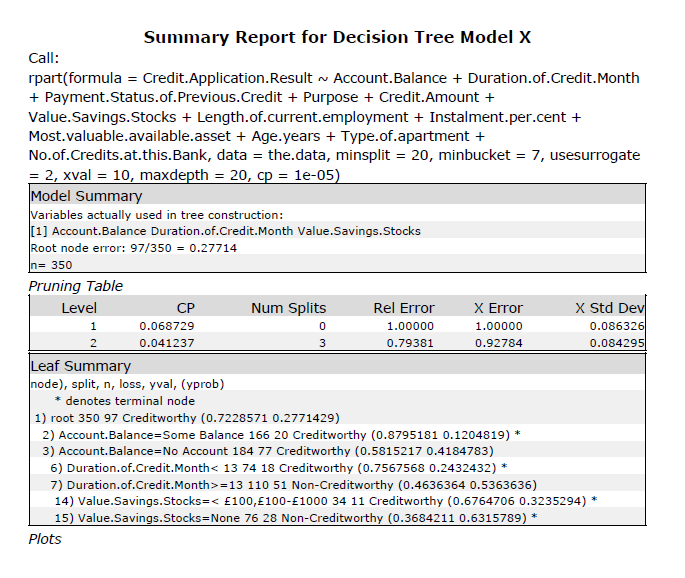 Summary Report for Decision Tree Model X
Call:
rpart(formula = Credit.Application.Result ~ Account.Balance + Duration.of.Credit.Month
+ Payment.Status.of.Previous.Credit + Purpose + Credit.Amount +
Value.Savings.Stocks + Length.of.current.employment + Instalment.per.cent +
Most.valuable.available.asset + Age.years + Type.of.apartment +
No.of.Credits.at.this.Bank, data = the.data, minsplit = 20, minbucket = 7, usesurrogate
= 2, xval = 10, maxdepth = 20, cp = 1e-05)
Model Summary
Variables actually used in tree construction:
[1] Account.Balance Duration.of.Credit.Month Value.Savings.Stocks
Root node error: 97/350 = 0.27714
n= 350
Pruning Table
Level CP Num Splits Rel Error X Error X Std Dev
1 0.068729 0 1.00000 1.00000 0.086326
2 0.041237 3 0.79381 0.92784 0.084295
Leaf Summary
node), split, n, loss, yval, (yprob)
* denotes terminal node
1) root 350 97 Creditworthy (0.7228571 0.2771429)
2) Account.Balance=Some Balance 166 20 Creditworthy (0.8795181 0.1204819) *
3) Account.Balance=No Account 184 77 Creditworthy (0.5815217 0.4184783)
6) Duration.of.Credit.Month< 13 74 18 Creditworthy (0.7567568 0.2432432) *
7) Duration.of.Credit.Month>=13 110 51 Non-Creditworthy (0.4636364 0.5363636)
14) Value.Savings.Stocks=< £100,£100-£1000 34 11 Creditworthy (0.6764706 0.3235294) *
15) Value.Savings.Stocks=None 76 28 Non-Creditworthy (0.3684211 0.6315789) *
Plots